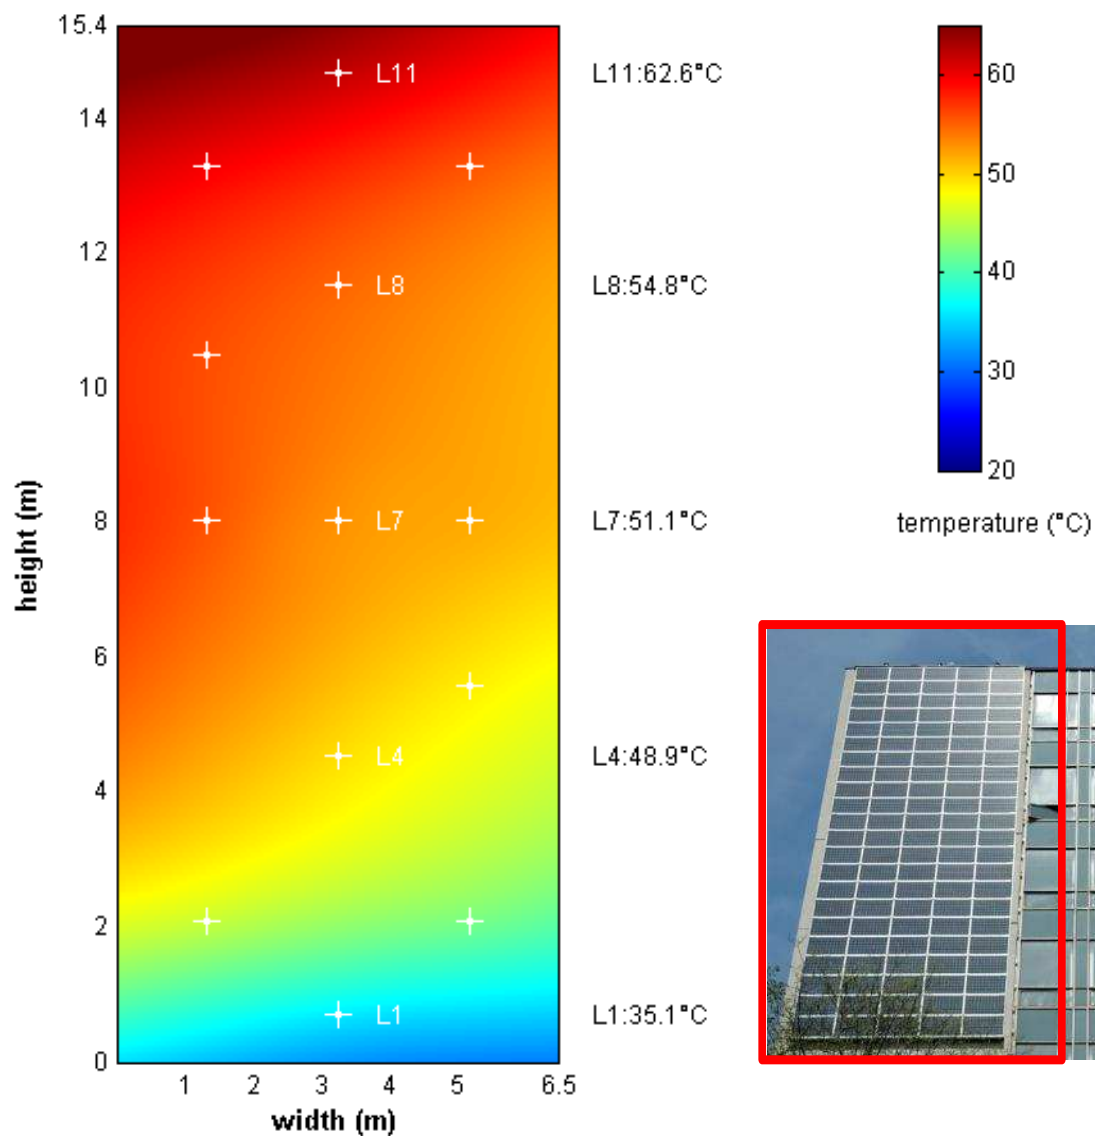 15.4
14
12
10
8
6
4
2
0
height (m)
1 2 3 4 5 6.5
width (m)
L11
L8
L7
L4
L1
L11:62.6°C
L8:54.8°C
L7:51.1°C
L4:48.9°C
L1:35.1°C
60
50
40
30
20
temperature (°C)